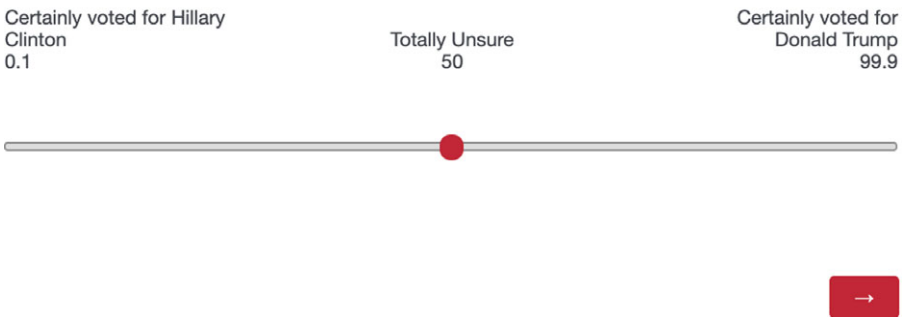 Certainly voted for Hillary
Clinton
0.1
Totally Unsure
50
Certainly voted for
Donald Trump
99.9
→